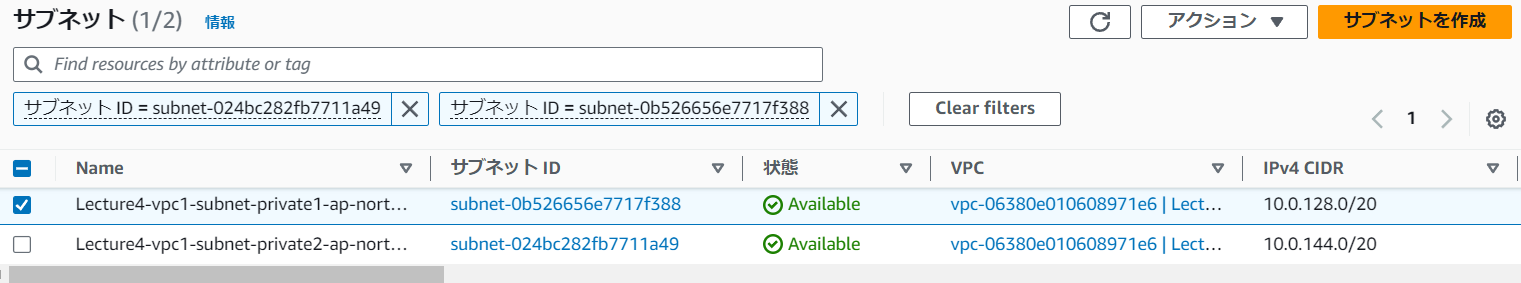 サブネット (1/2) 情報 アクション サブネットを作成
Find resources by attribute or tag
サブネット ID = subnet-024bc282fb7711a49 サブネット ID = subnet-0b526656e7717f388 Clear filters 1
Name サブネット ID 状態 VPC IPv4 CIDR
Lecture4-vpc1-subnet-private1-ap-nort... subnet-0b526656e7717f388 Available vpc-06380e010608971e6 | Lect... 10.0.128.0/20
Lecture4-vpc1-subnet-private2-ap-nort... subnet-024bc282fb7711a49 Available vpc-06380e010608971e6 | Lect... 10.0.144.0/20